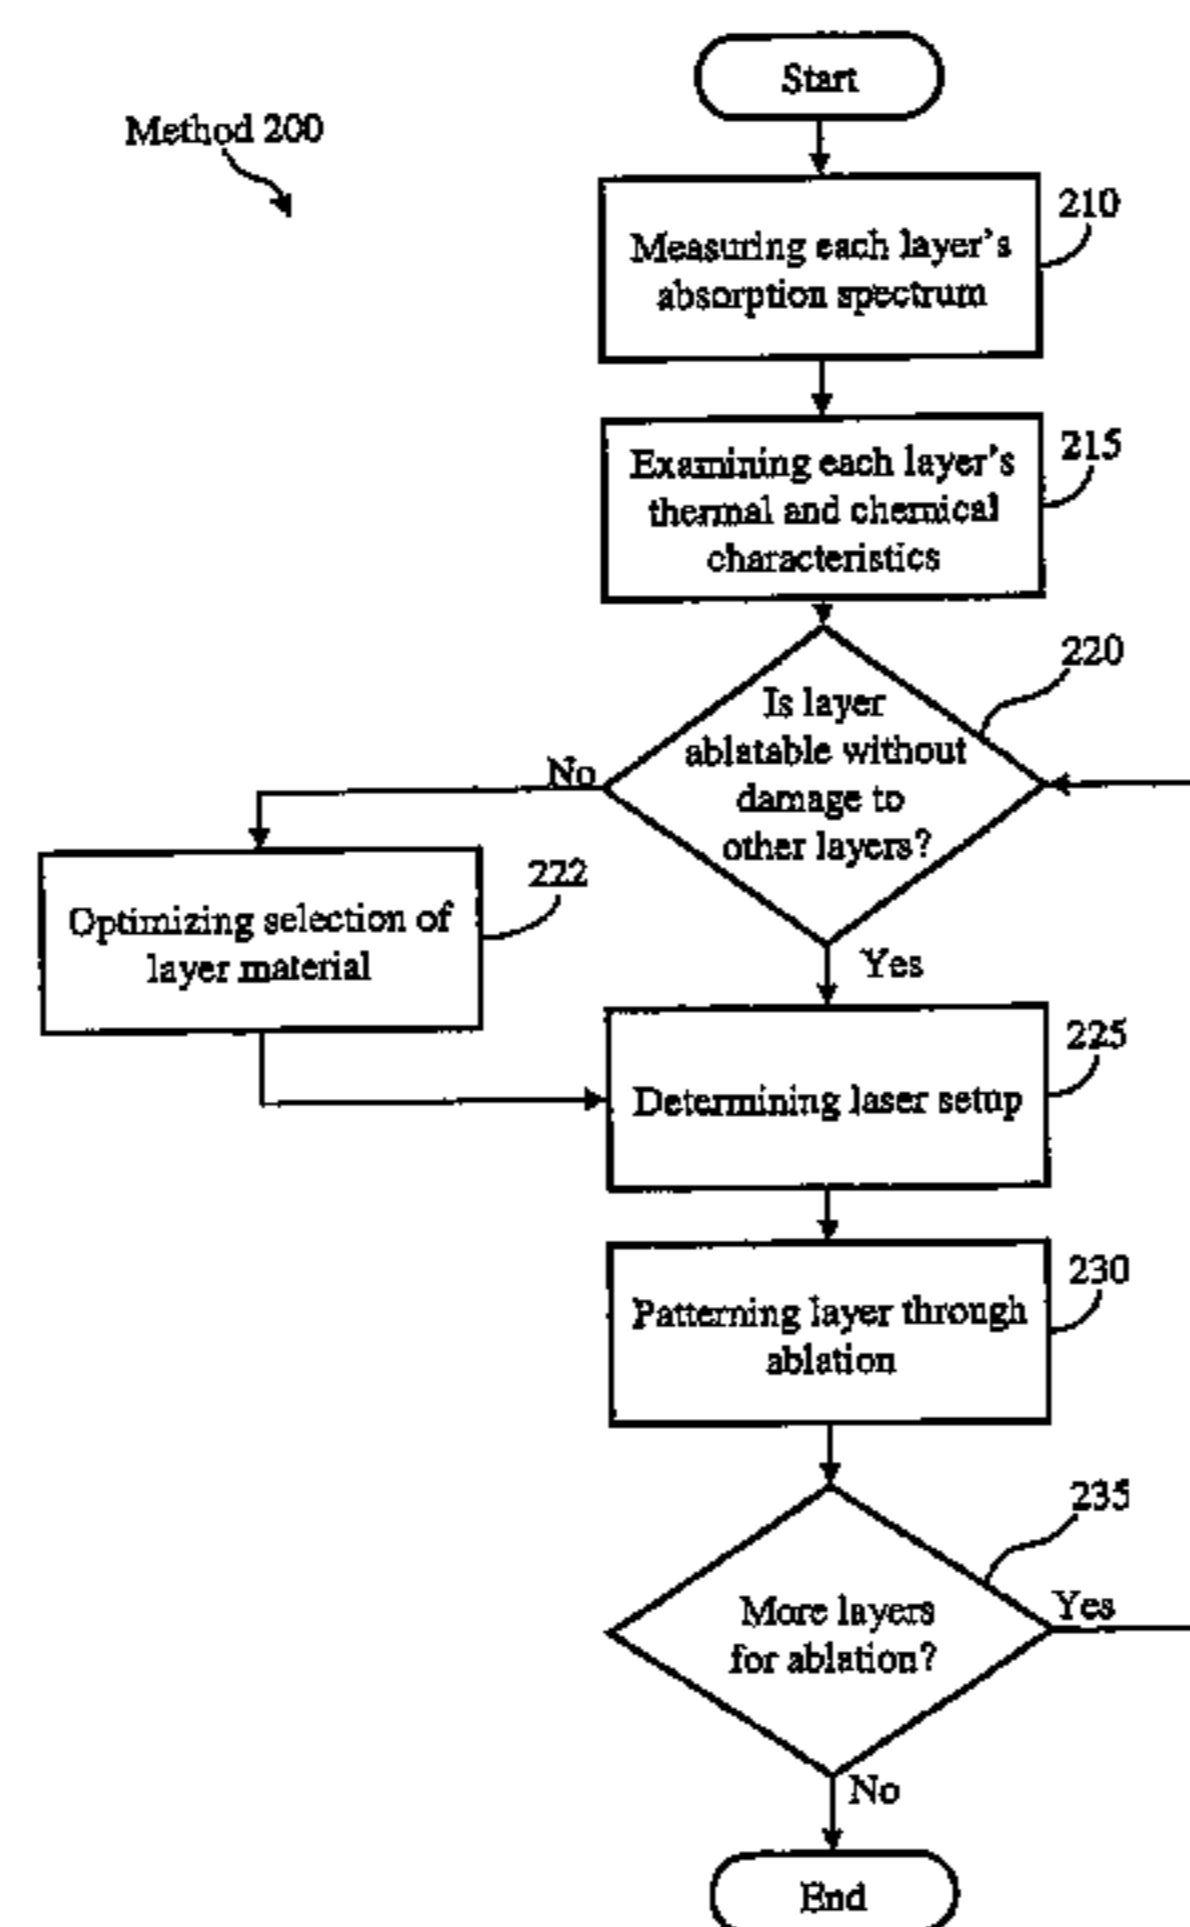 Start
Method 200
210
Measuring each layer's
absorption spectrum
215
Examining each layer's
thermal and chemical
characteristics
220
Is layer
ablatable without
damage to
other layers?
No
222
Optimizing selection of
layer material
Yes
225
Determining laser setup
230
Patterning layer through
ablation
235
More layers
for ablation?
Yes
No
End